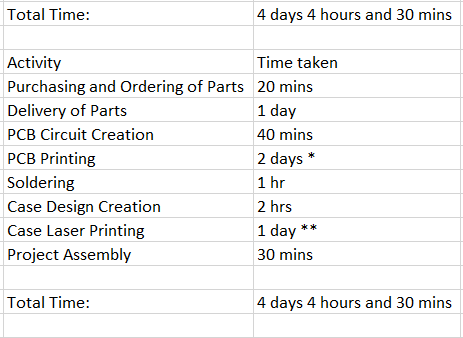 Total Time: 4 days 4 hours and 30 mins
Activity Time taken
Purchasing and Ordering of Parts 20 mins
Delivery of Parts 1 day
PCB Circuit Creation 40 mins
PCB Printing 2 days *
Soldering 1 hr
Case Design Creation 2 hrs
Case Laser Printing 1 day **
Project Assembly 30 mins
Total Time: 4 days 4 hours and 30 mins